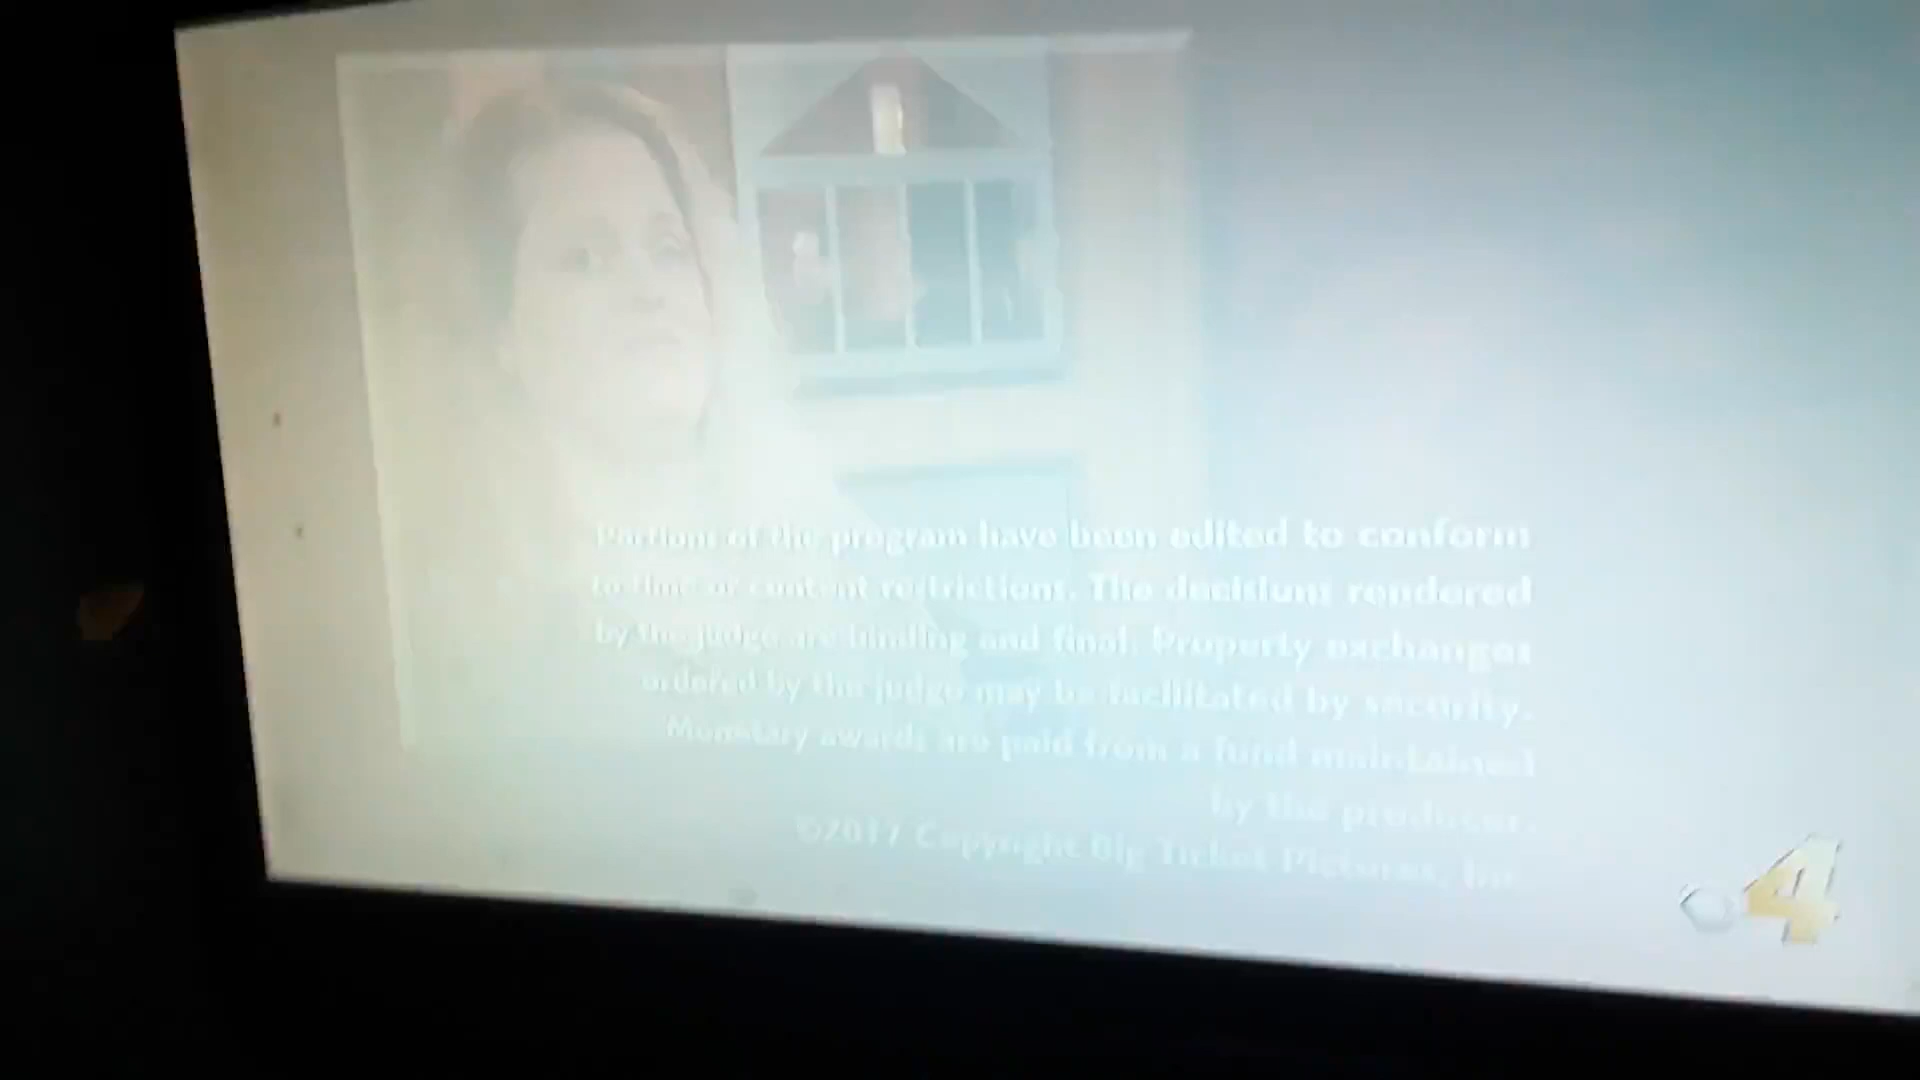 Portions of the program have been edited to conform
to time or content restrictions. The decisions rendered
by the judge are binding and final. Property exchanges
ordered by the judge may be facilitated by security.
Monetary awards are paid from a fund maintained
by the producer.
©2017 Copyright Big Ticket Pictures, Inc.
4